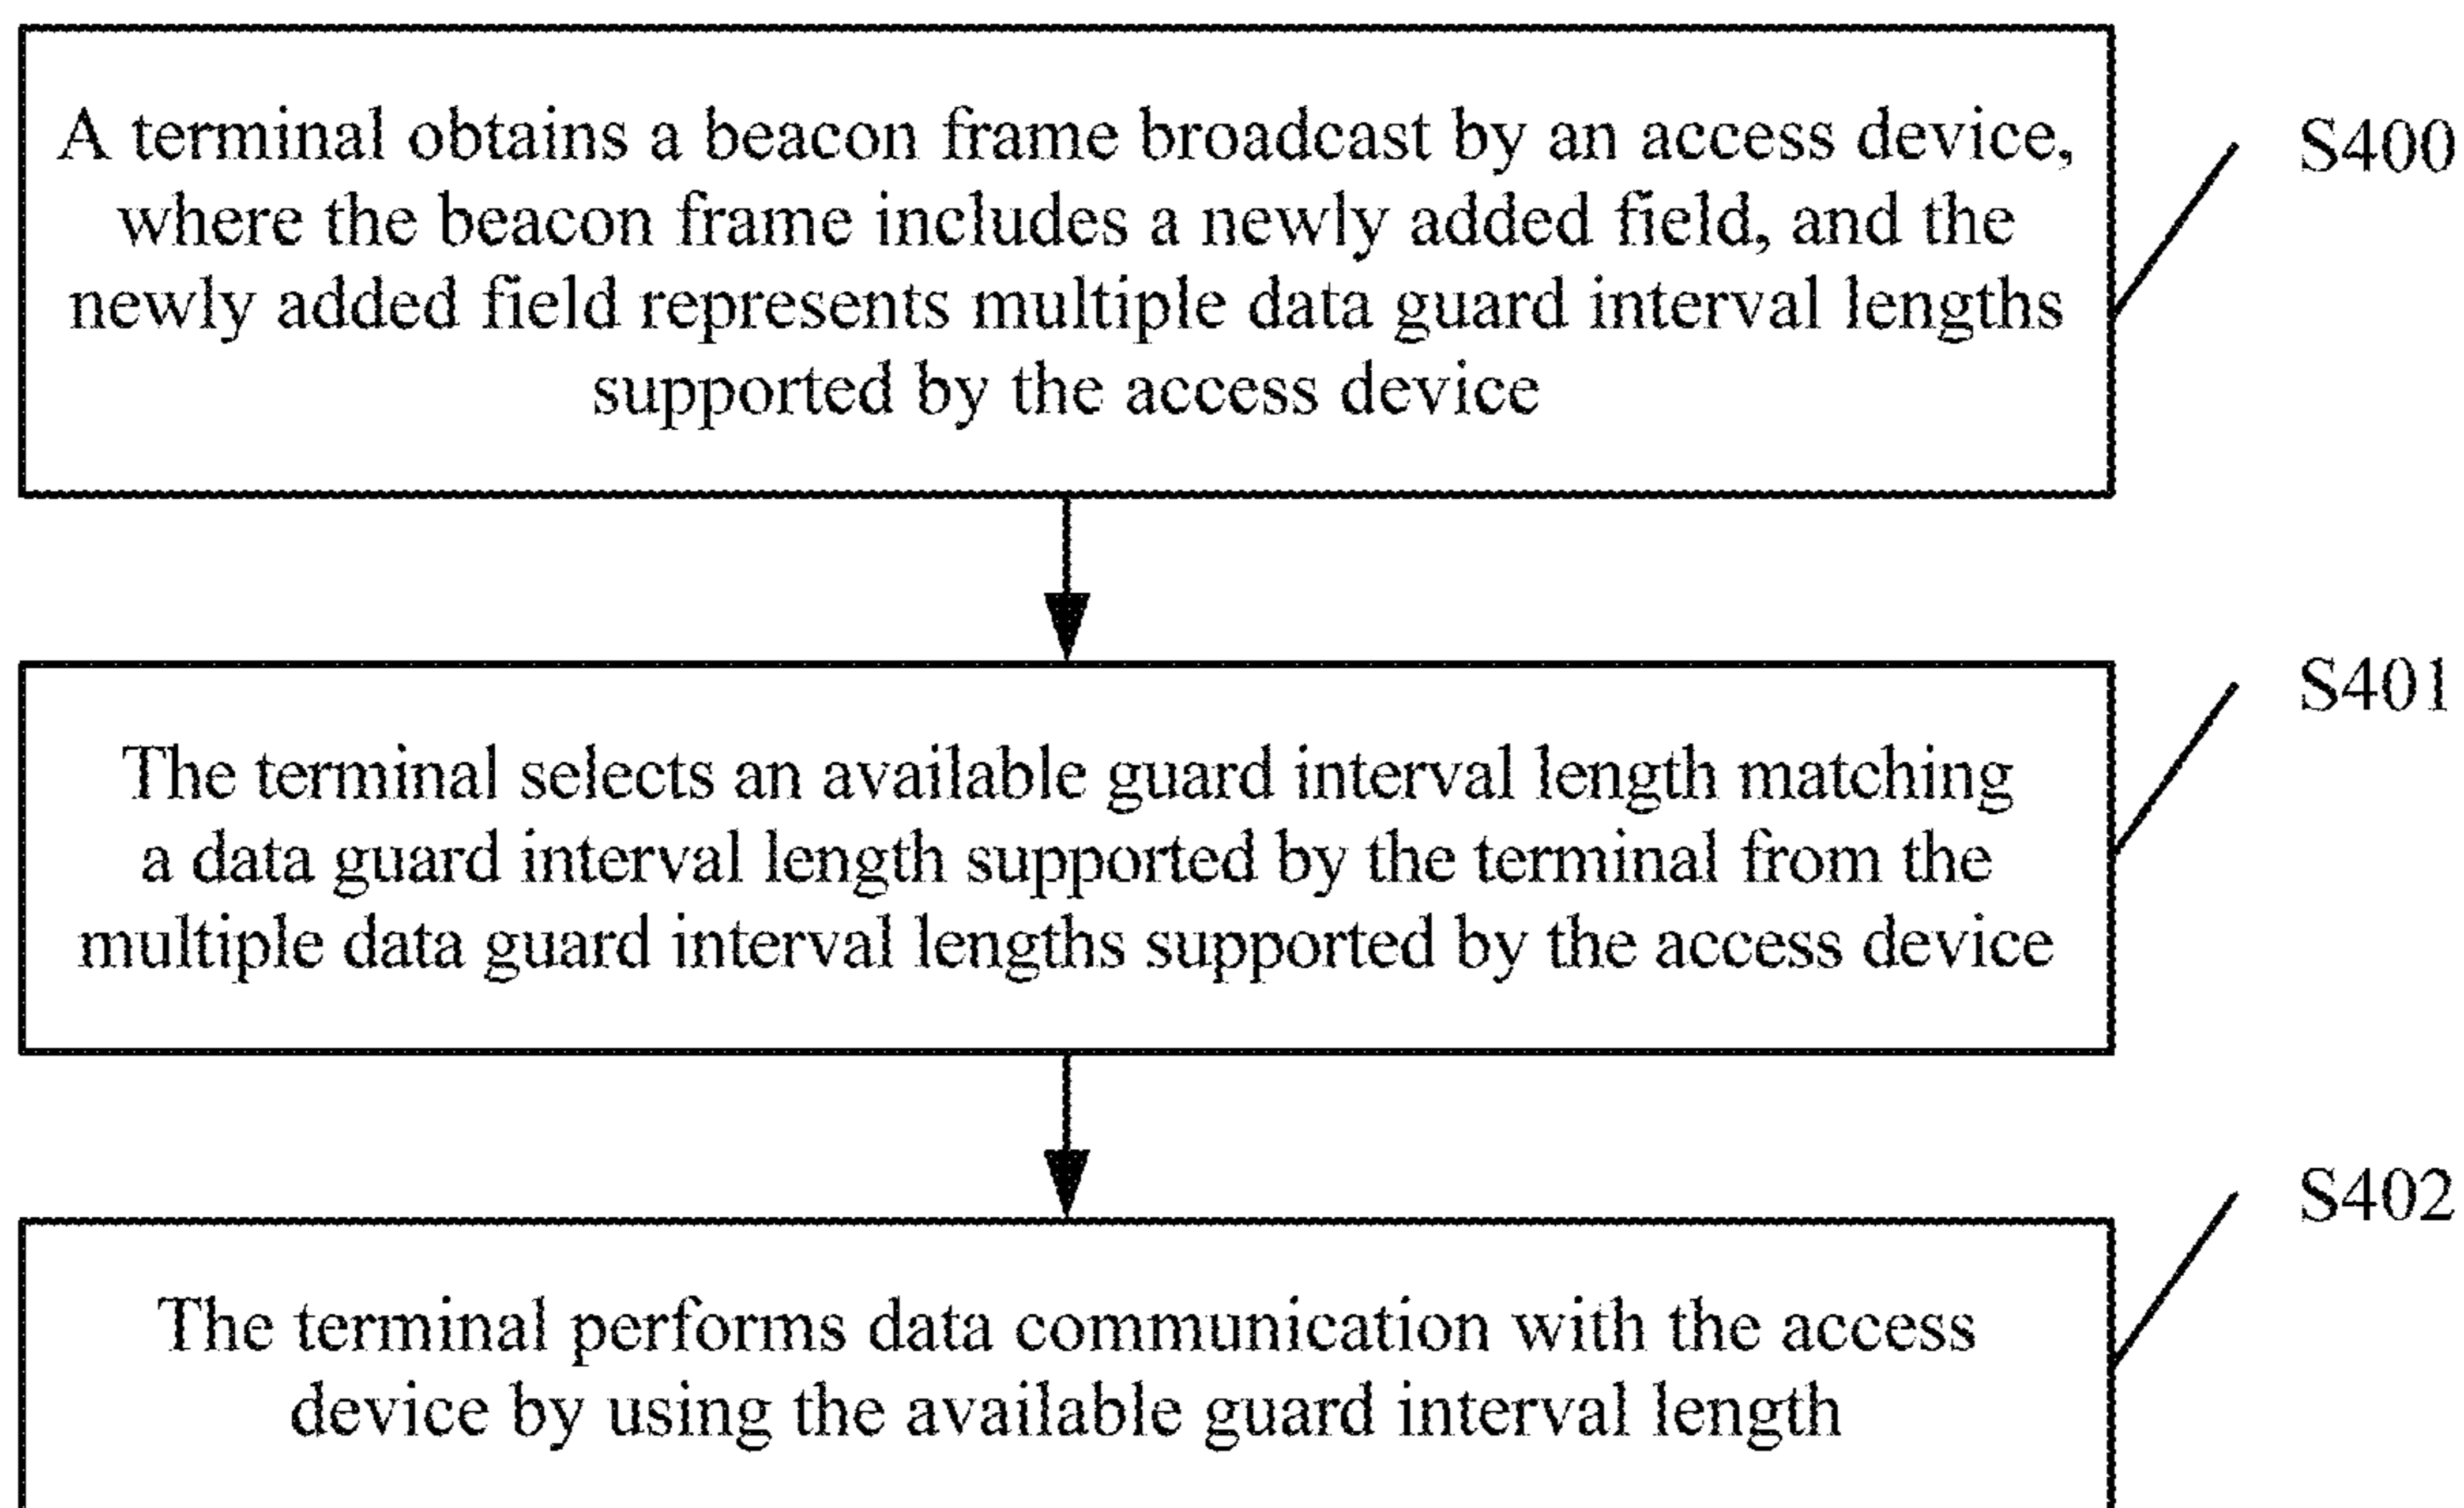 A terminal obtains a beacon frame broadcast by an access device,
where the beacon frame includes a newly added field, and the
newly added field represents multiple data guard interval lengths
supported by the access device
S400
The terminal selects an available guard interval length matching
a data guard interval length supported by the terminal from the
multiple data guard interval lengths supported by the access device
S401
The terminal performs data communication with the access
device by using the available guard interval length
S402